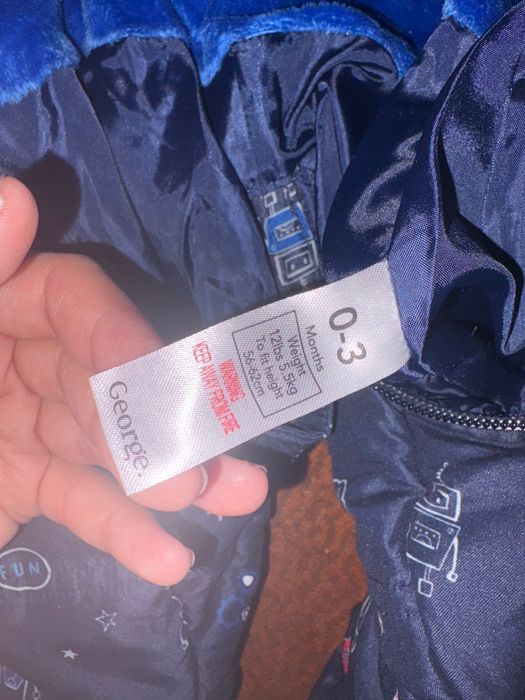 0-3
Months
Weight
12lbs 5.5kg
To fit height
56-62cm
WARNING
KEEP AWAY FROM FIRE
George.
FUN